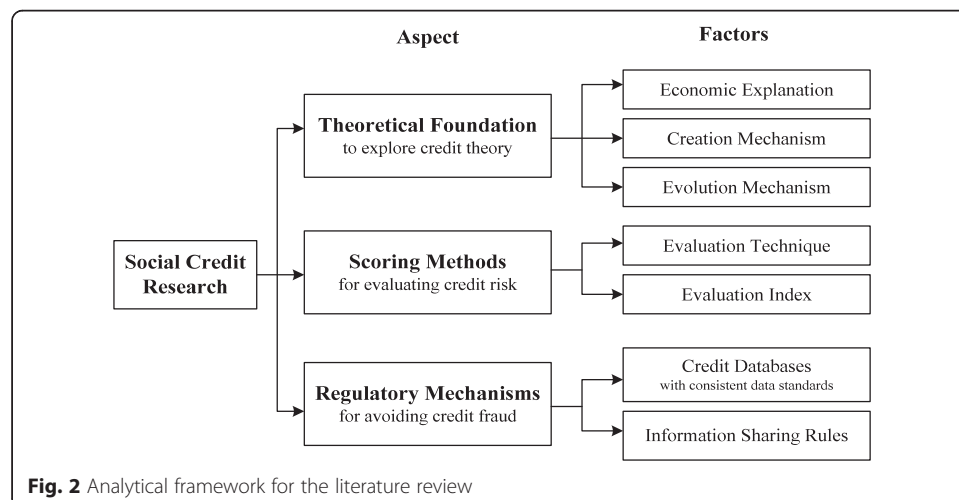 Aspect
Factors
Theoretical Foundation
to explore credit theory
Economic Explanation
Creation Mechanism
Evolution Mechanism
Social Credit
Research
Scoring Methods
for evaluating credit risk
Evaluation Technique
Evaluation Index
Regulatory Mechanisms
for avoiding credit fraud
Credit Databases
with consistent data standards
Information Sharing Rules
Fig. 2 Analytical framework for the literature review